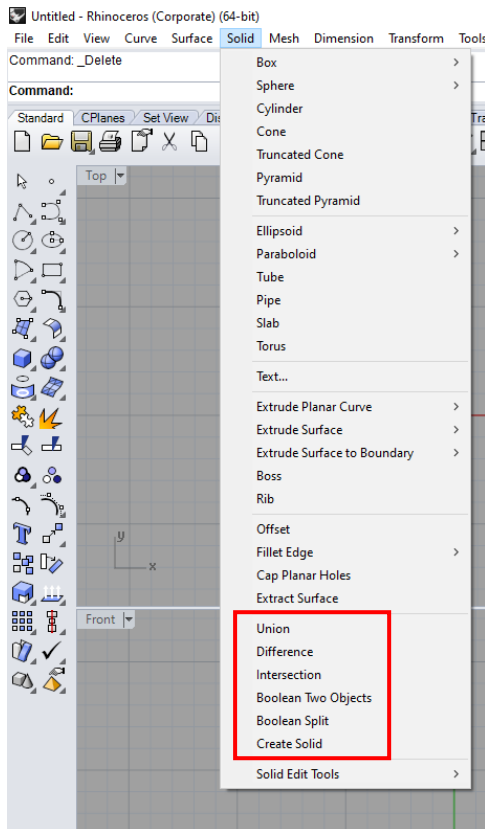 Untitled - Rhinoceros (Corporate) (64-bit)
File Edit View Curve Surface Solid Mesh Dimension Transform Tools
Command: _Delete
Command:
Standard CPlanes Set View
Top
Box
Sphere
Cylinder
Cone
Truncated Cone
Pyramid
Truncated Pyramid
Ellipsoid
Paraboloid
Tube
Pipe
Slab
Torus
Text...
Extrude Planar Curve
Extrude Surface
Extrude Surface to Boundary
Boss
Rib
Offset
Fillet Edge
Cap Planar Holes
Extract Surface
Union
Difference
Intersection
Boolean Two Objects
Boolean Split
Create Solid
Solid Edit Tools
y
x
Front